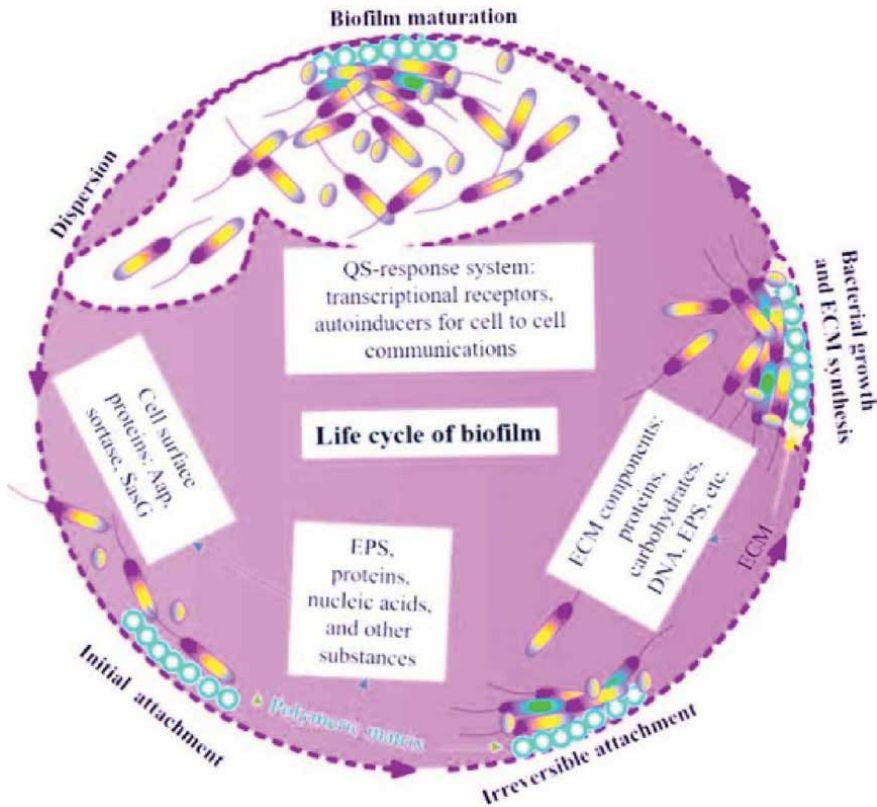 Biofilm maturation
Dispersion
QS-response system:
transcriptional receptors,
autoinducers for cell to cell
communications
Bacterial growth
and ECM synthesis
Cell surface
proteins: Aap,
sortase, SasG
Life cycle of biofilm
ECM components:
proteins,
carbohydrates,
DNA, EPS, etc.
ECM
EPS,
proteins,
nucleic acids,
and other
substances
Initial attachment
Polymeric matrix
Irreversible attachment